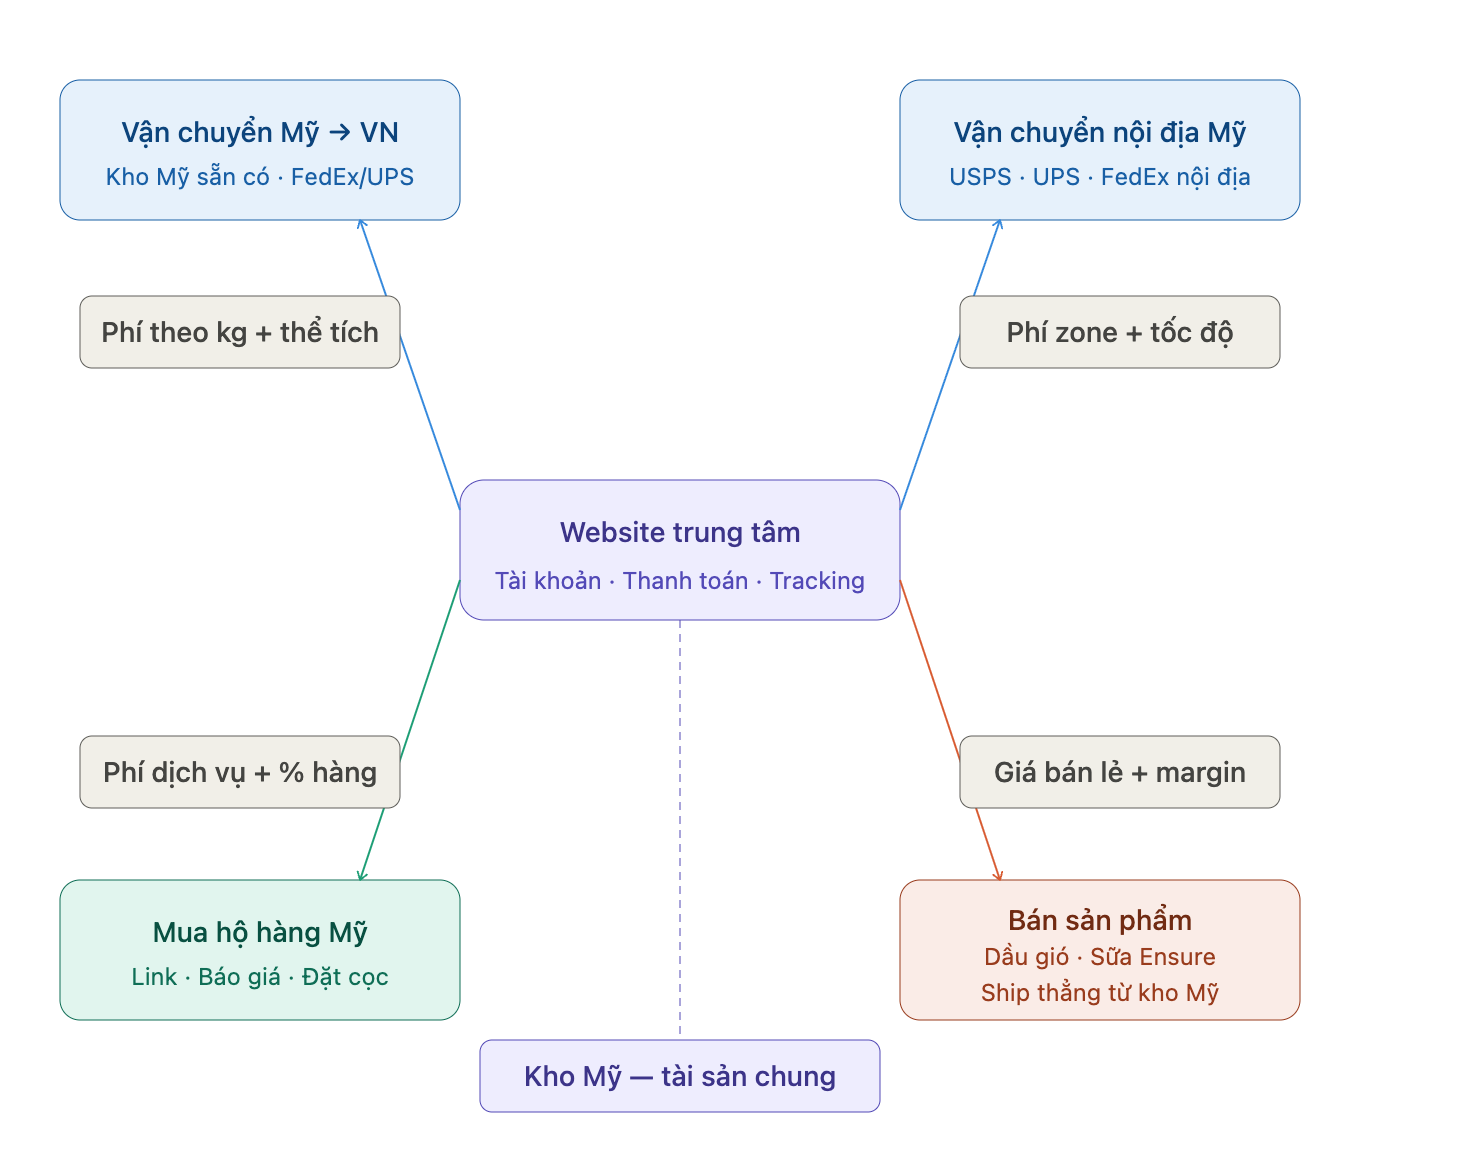 Vận chuyển Mỹ → VN
Kho Mỹ sẵn có · FedEx/UPS
Vận chuyển nội địa Mỹ
USPS · UPS · FedEx nội địa
Phí theo kg + thể tích
Phí zone + tốc độ
Website trung tâm
Tài khoản · Thanh toán · Tracking
Phí dịch vụ + % hàng
Giá bán lẻ + margin
Mua hộ hàng Mỹ
Link · Báo giá · Đặt cọc
Bán sản phẩm
Dầu gió · Sữa Ensure
Ship thẳng từ kho Mỹ
Kho Mỹ — tài sản chung